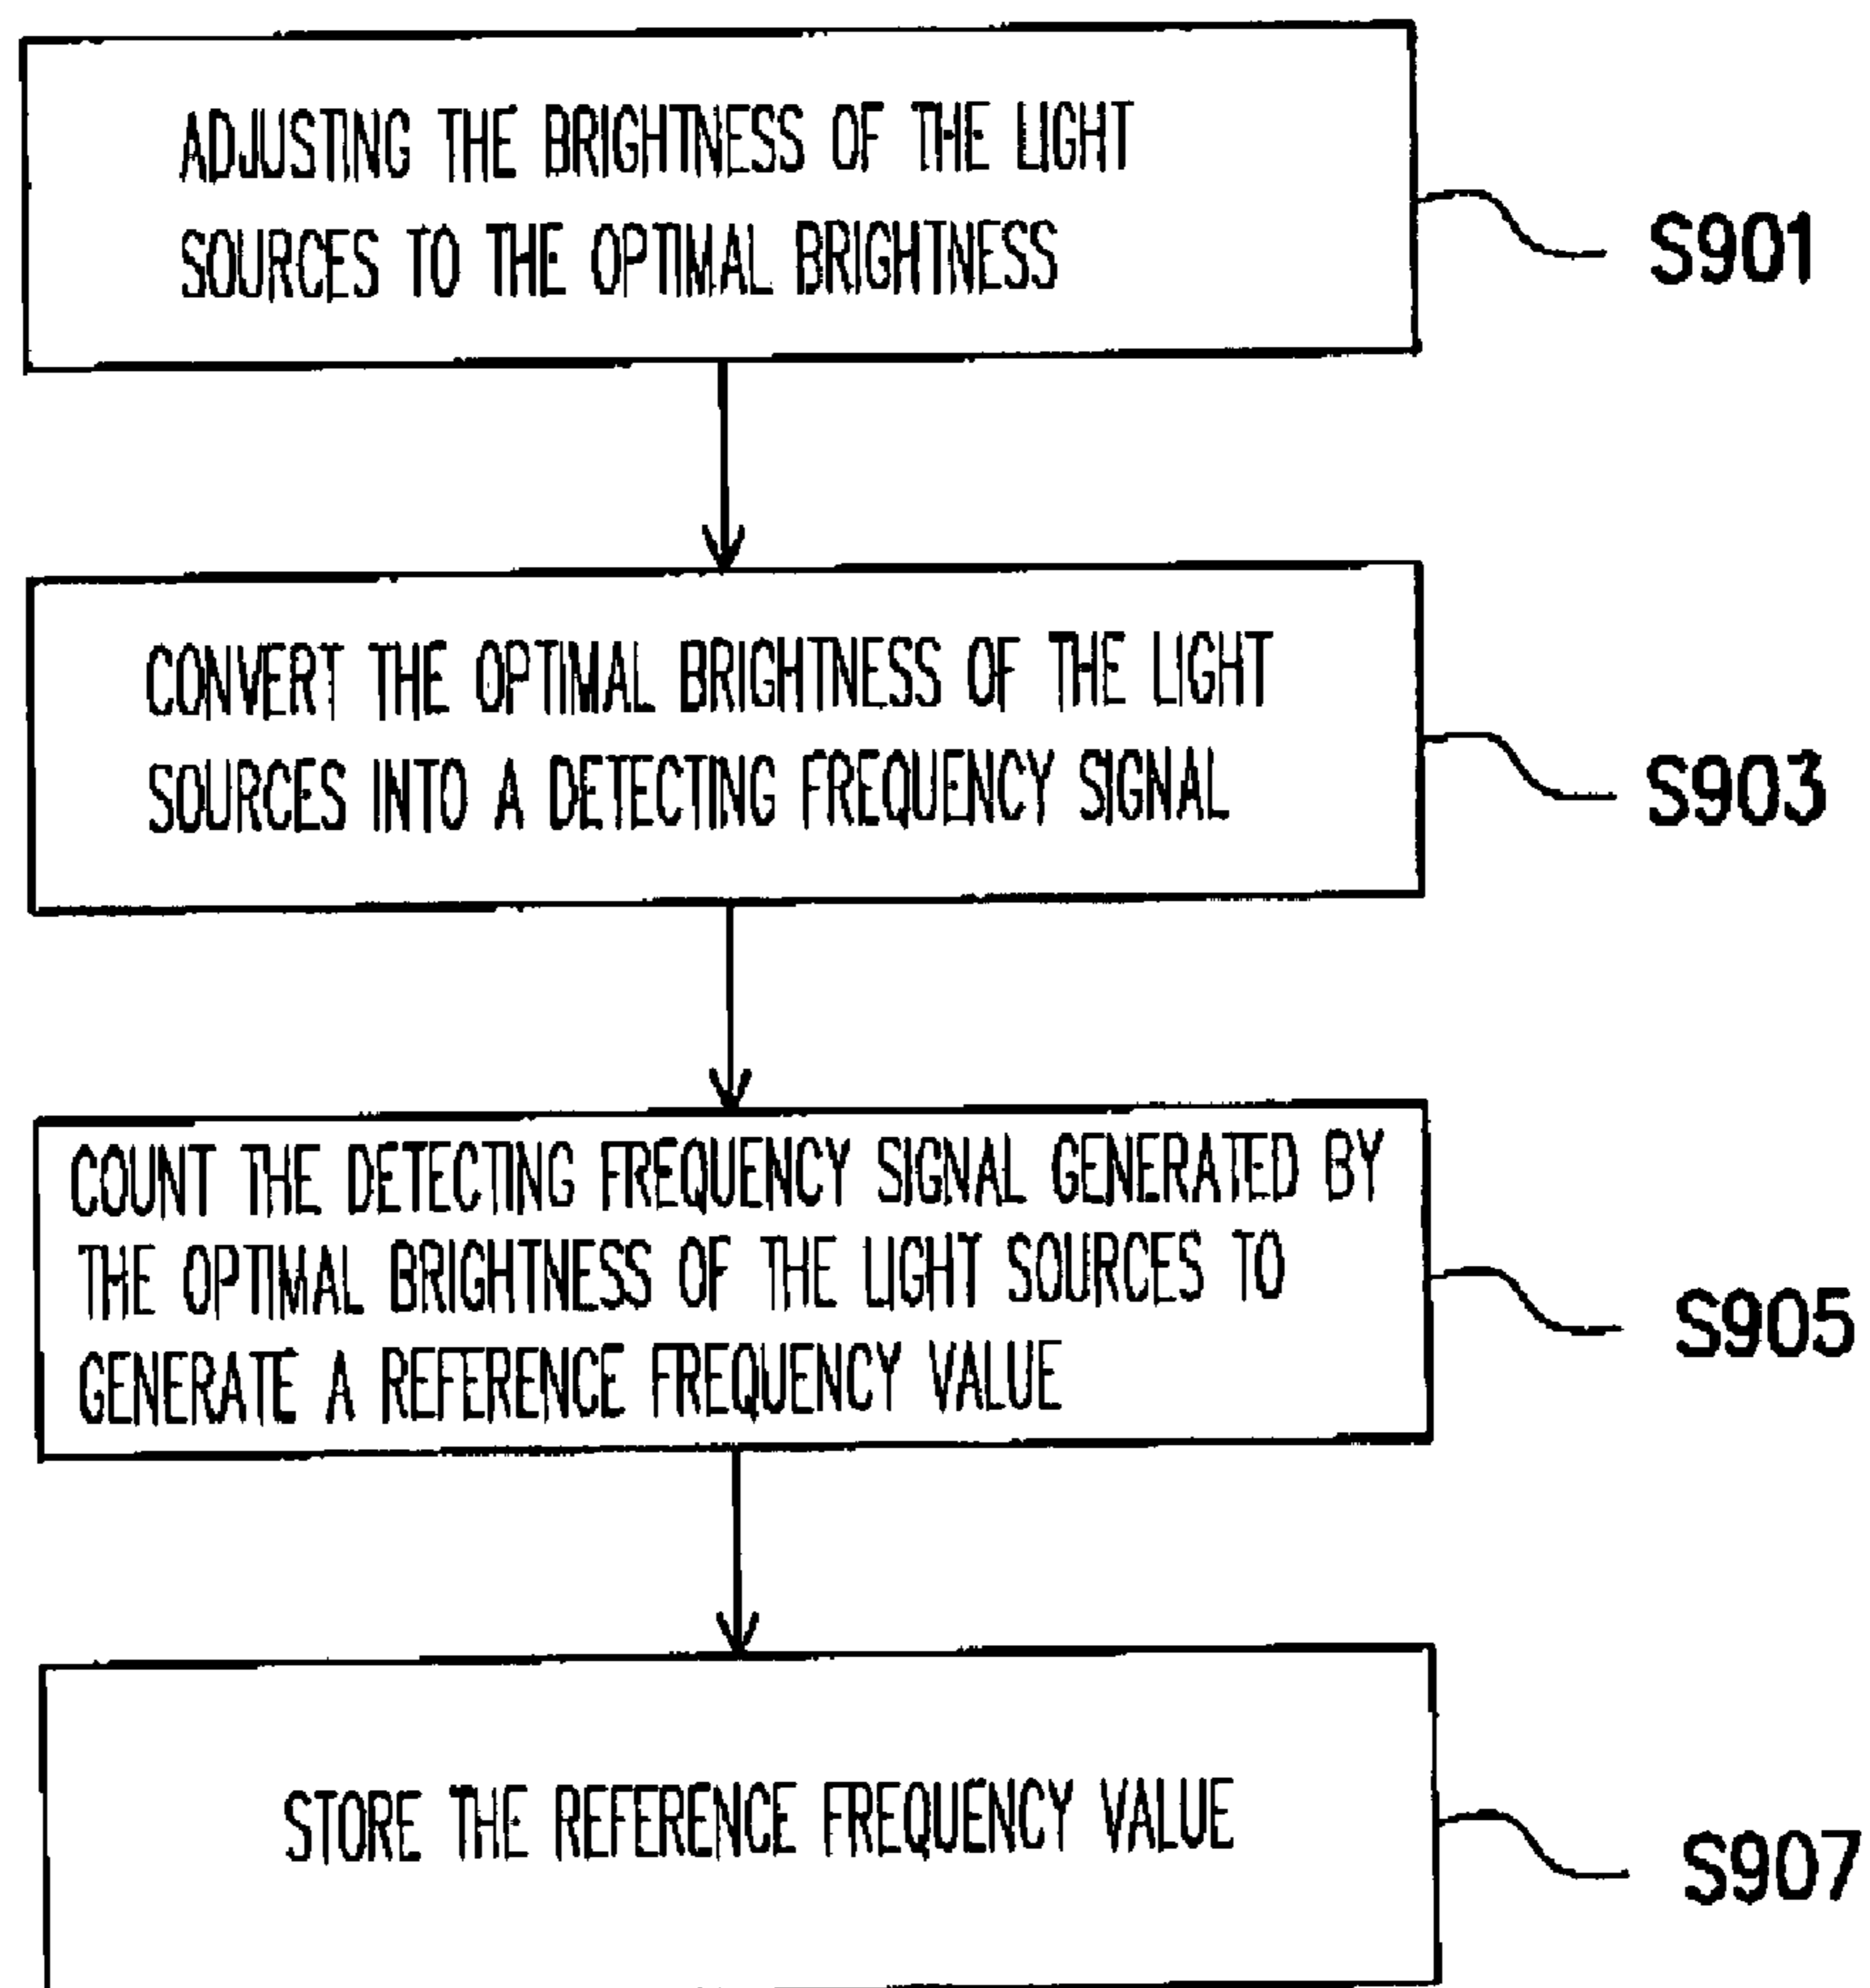 ADJUSTING THE BRIGHTNESS OF THE LIGHT
SOURCES TO THE OPTIMAL BRIGHTNESS
S901
CONVERT THE OPTIMAL BRIGHTNESS OF THE LIGHT
SOURCES INTO A DETECTING FREQUENCY SIGNAL
S903
COUNT THE DETECTING FREQUENCY SIGNAL GENERATED BY
THE OPTIMAL BRIGHTNESS OF THE LIGHT SOURCES TO
GENERATE A REFERENCE FREQUENCY VALUE
S905
STORE THE REFERENCE FREQUENCY VALUE
S907